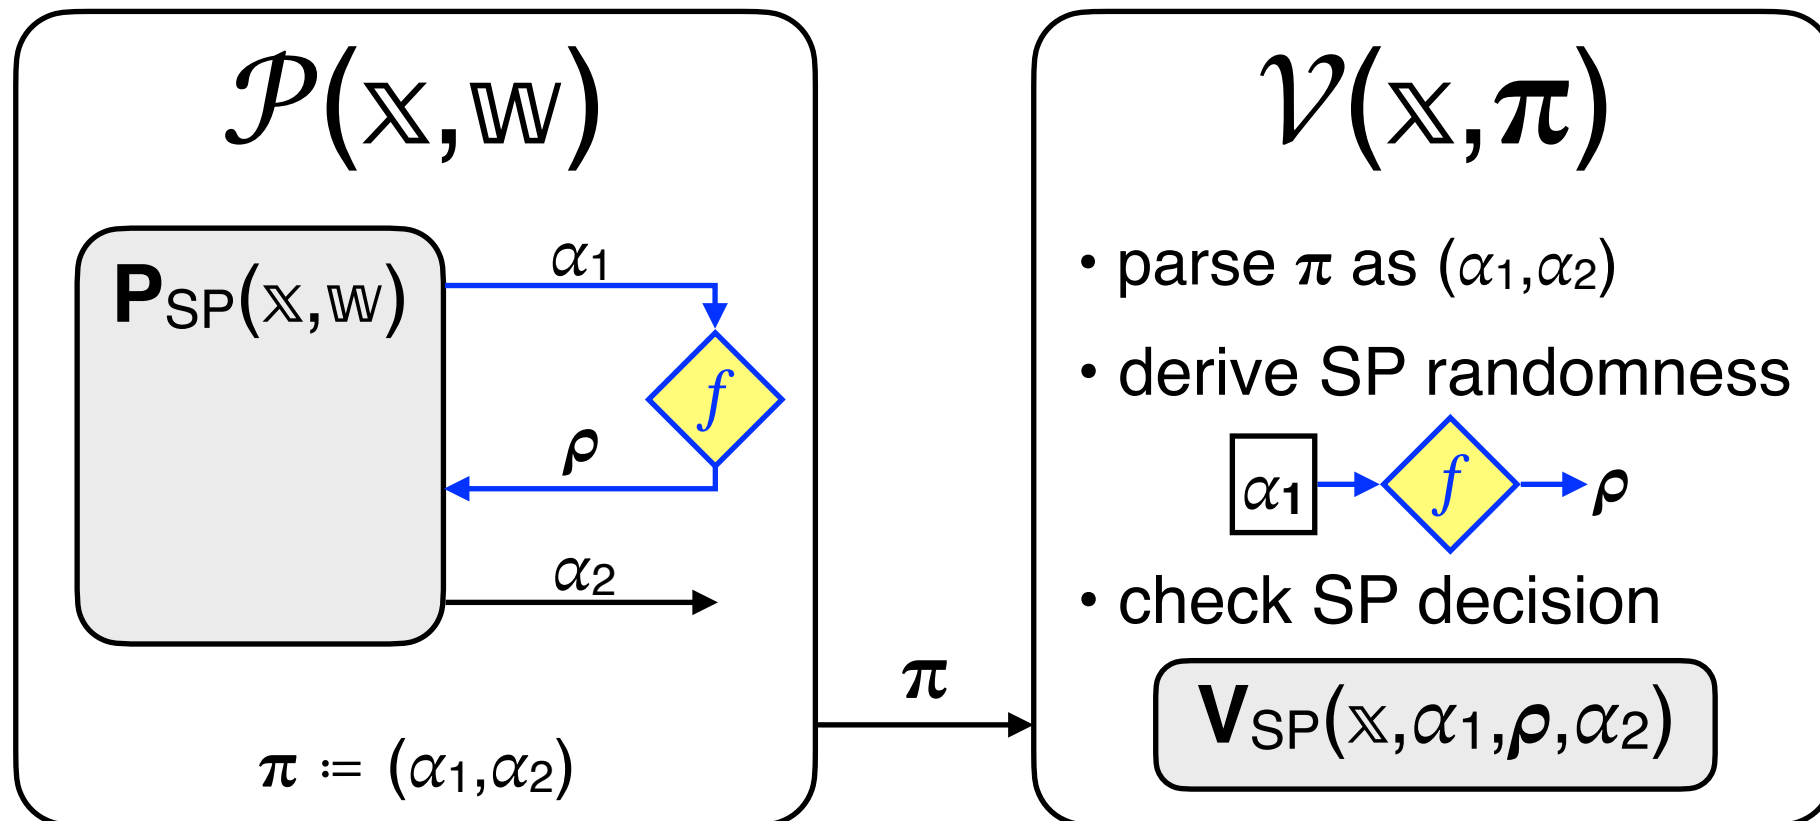 𝒫(𝕩,𝕨)
P_SP(𝕩,𝕨)
α₁
f
ρ
α₂
π := (α₁,α₂)
π
𝒱(𝕩,π)
• parse π as (α₁,α₂)
• derive SP randomness
α₁ f ρ
• check SP decision
V_SP(𝕩,α₁,ρ,α₂)